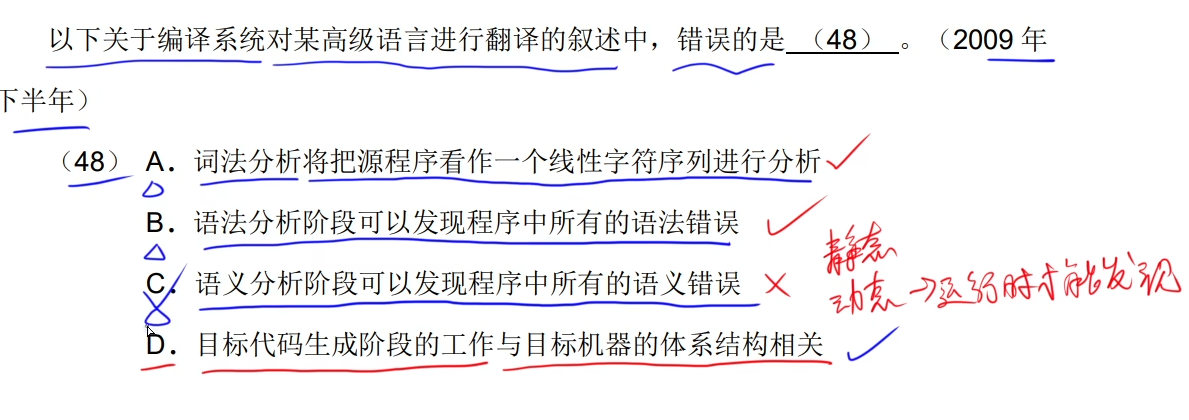 以下关于编译系统对某高级语言进行翻译的叙述中，错误的是 （48） 。（2009 年
下半年）
（48） A．词法分析将把源程序看作一个线性字符序列进行分析
B．语法分析阶段可以发现程序中所有的语法错误
静态
C．语义分析阶段可以发现程序中所有的语义错误
动态→运行时才能发现
D．目标代码生成阶段的工作与目标机器的体系结构相关